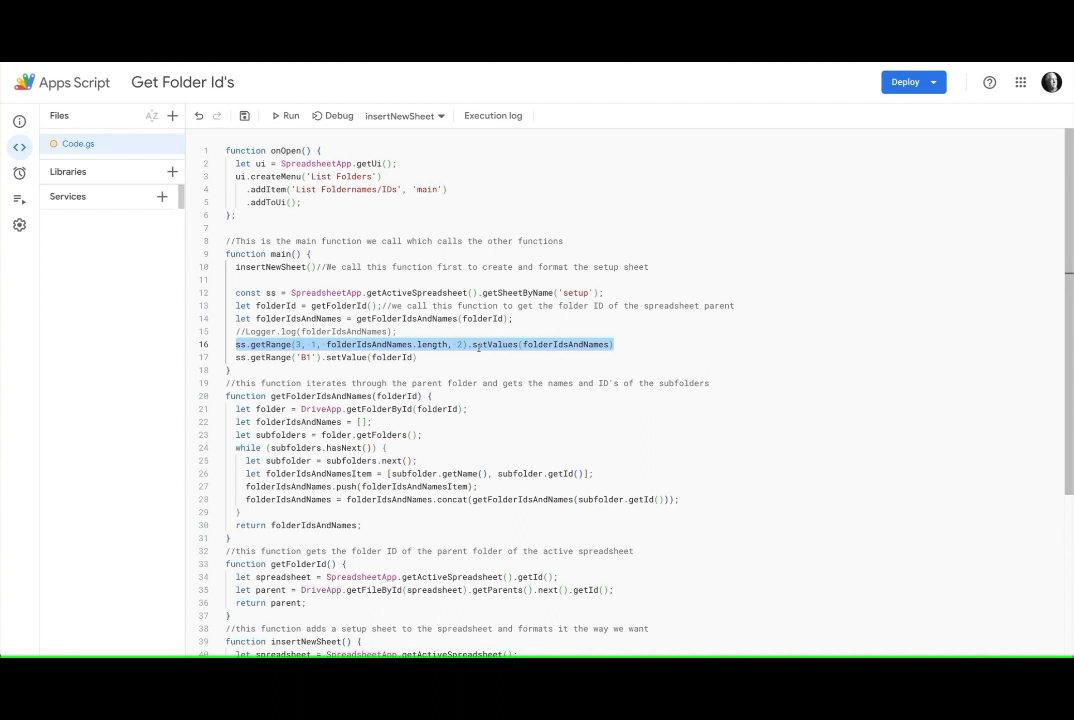 Apps Script Get Folder Id's Deploy
Files AZ
Run Debug insertNewSheet Execution log
Code.gs
Libraries
Services
1 function onOpen() {
2 let ui = SpreadsheetApp.getUi();
3 ui.createMenu('List Folders')
4 .addItem('List Foldernames/IDs', 'main')
5 .addToUi();
6 };
7
8 //This is the main function we call which calls the other functions
9 function main() {
10 insertNewSheet()//We call this function first to create and format the setup sheet
11
12 const ss = SpreadsheetApp.getActiveSpreadsheet().getSheetByName('setup');
13 let folderId = getFolderId();//we call this function to get the folder ID of the spreadsheet parent
14 let folderIdsAndNames = getFolderIdsAndNames(folderId);
15 //Logger.log(folderIdsAndNames);
16 ss.getRange(3, 1, folderIdsAndNames.length, 2).setValues(folderIdsAndNames)
17 ss.getRange('B1').setValue(folderId)
18 }
19 //this function iterates through the parent folder and gets the names and ID's of the subfolders
20 function getFolderIdsAndNames(folderId) {
21 let folder = DriveApp.getFolderById(folderId);
22 let folderIdsAndNames = [];
23 let subfolders = folder.getFolders();
24 while (subfolders.hasNext()) {
25 let subfolder = subfolders.next();
26 let folderIdsAndNamesItem = [subfolder.getName(), subfolder.getId()];
27 folderIdsAndNames.push(folderIdsAndNamesItem);
28 folderIdsAndNames = folderIdsAndNames.concat(getFolderIdsAndNames(subfolder.getId()));
29 }
30 return folderIdsAndNames;
31 }
32 //this function gets the folder ID of the parent folder of the active spreadsheet
33 function getFolderId() {
34 let spreadsheet = SpreadsheetApp.getActiveSpreadsheet().getId();
35 let parent = DriveApp.getFileById(spreadsheet).getParents().next().getId();
36 return parent;
37 }
38 //this function adds a setup sheet to the spreadsheet and formats it the way we want
39 function insertNewSheet() {
40 let spreadsheet = SpreadsheetApp.getActiveSpreadsheet();